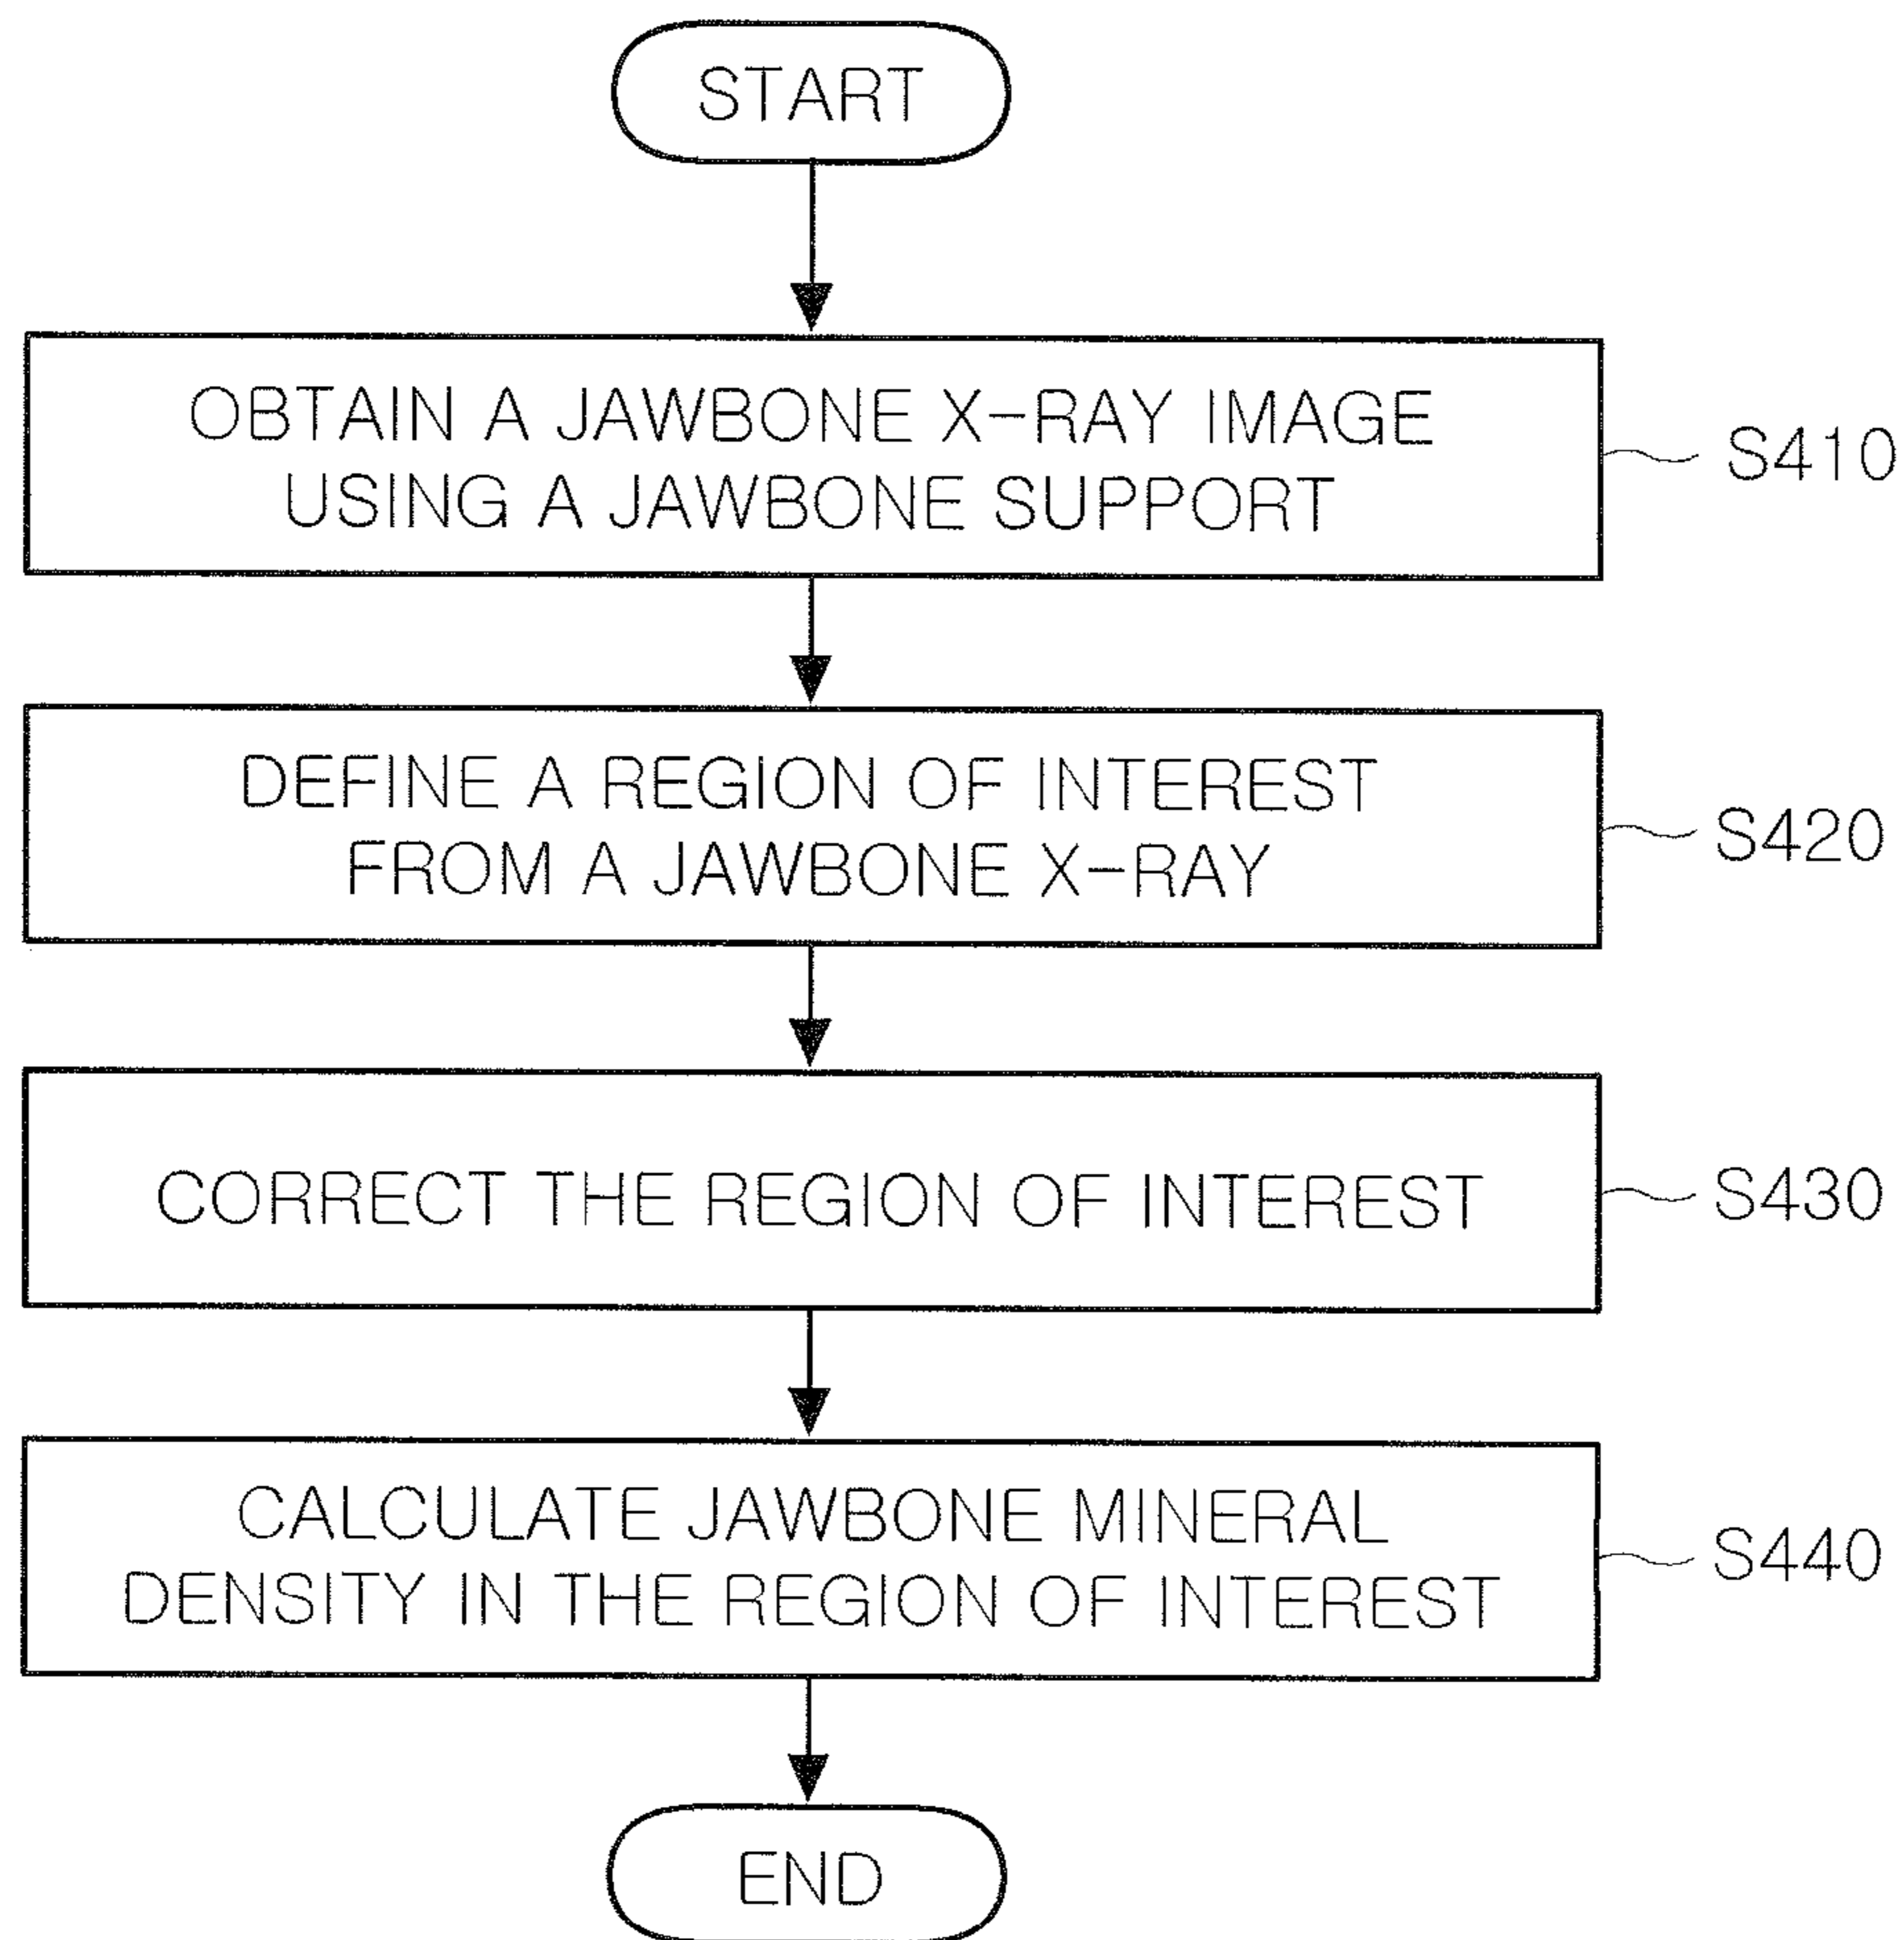 START
OBTAIN A JAWBONE X-RAY IMAGE
USING A JAWBONE SUPPORT
S410
DEFINE A REGION OF INTEREST
FROM A JAWBONE X-RAY
S420
CORRECT THE REGION OF INTEREST
S430
CALCULATE JAWBONE MINERAL
DENSITY IN THE REGION OF INTEREST
S440
END